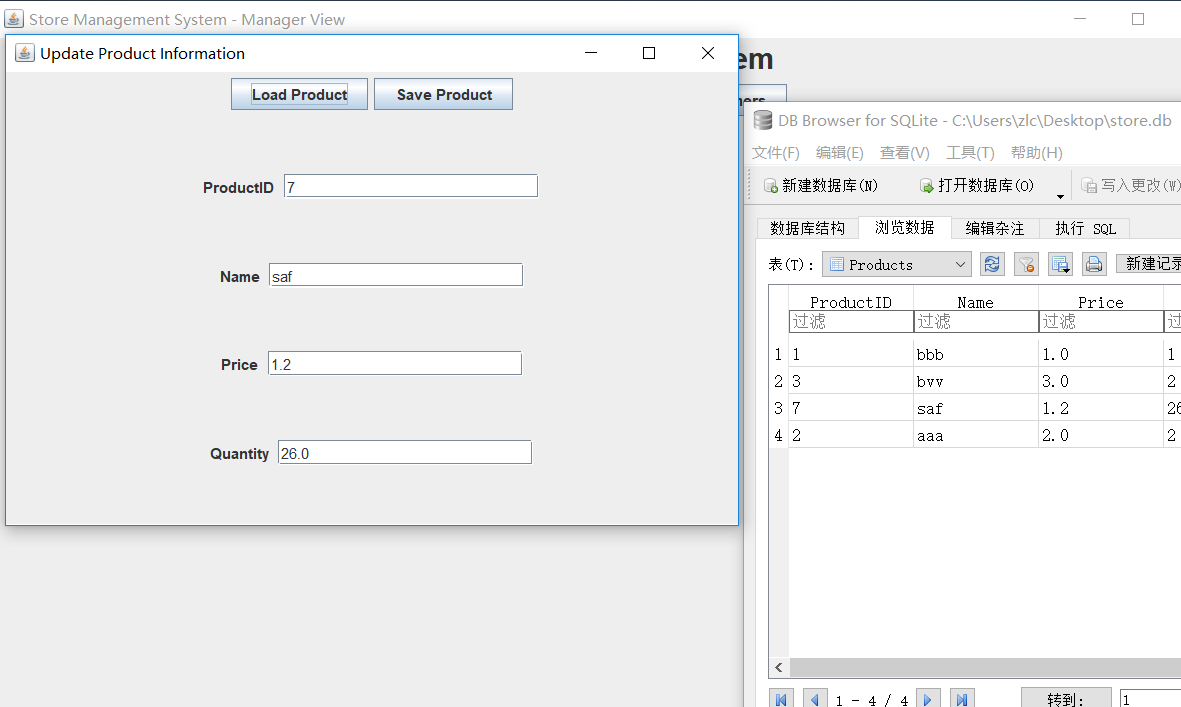 Store Management System - Manager View
Update Product Information
Load Product Save Product
ProductID 7
Name saf
Price 1.2
Quantity 26.0
em
DB Browser for SQLite - C:\Users\zlc\Desktop\store.db
文件(F) 编辑(E) 查看(V) 工具(T) 帮助(H)
新建数据库(N) 打开数据库(O) 写入更改(W)
数据库结构 浏览数据 编辑杂注 执行 SQL
表(T): Products 新建记录
ProductID Name Price
过滤 过滤 过滤 过
1 1 bbb 1.0 1
2 3 bvv 3.0 2
3 7 saf 1.2 26
4 2 aaa 2.0 2
1 - 4 / 4 转到: 1